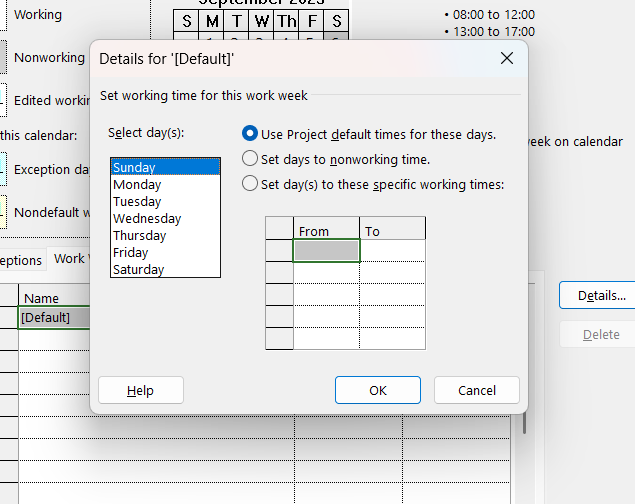 Working
September 2023
S M T W Th F S
• 08:00 to 12:00
• 13:00 to 17:00
Nonworking
Edited workin
this calendar:
Exception da
Nondefault w
eek on calendar
eptions
Work W
Name
[Default]
Details...
Delete
Details for '[Default]'
Set working time for this work week
Select day(s):
Sunday
Monday
Tuesday
Wednesday
Thursday
Friday
Saturday
Use Project default times for these days.
Set days to nonworking time.
Set day(s) to these specific working times:
From To
Help
OK
Cancel